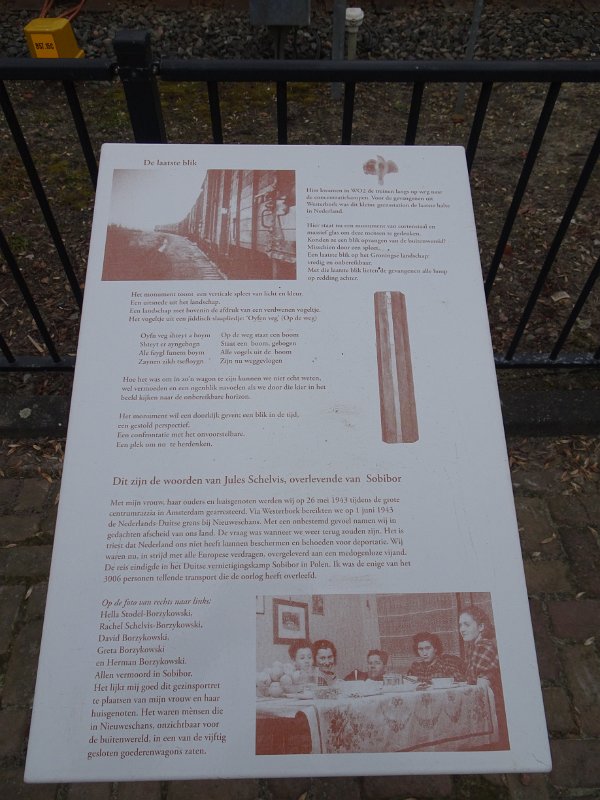 De laatste blik
Hier kwamen in WO2 de treinen langs op weg naar
de concentratiekampen. Voor de gevangenen uit
Westerbork was dit kleine grensstation de laatste halte
in Nederland.
Hier staat nu een monument van cortenstaal en
massief glas om deze mensen te gedenken.
Konden ze een blik opvangen van de buitenwereld?
Misschien door een spleet.
Een laatste blik op het Groningse landschap:
vredig en onbereikbaar.
Met die laatste blik lieten de gevangenen alle hoop
op redding achter.
Het monument toont een verticale spleet van licht en kleur.
Een uitsnede uit het landschap.
Een landschap met bovenin de afdruk van een verdwenen vogeltje.
Het vogeltje uit een jiddisch slaapliedje: 'Oyfen veg' (Op de weg)
Oyfn veg shteyt a boym Op de weg staat een boom
Shteyt er ayngebogn Staat een boom, gebogen
Ale foygl funem boym Alle vogels uit de boom
Zaynen zikh tsefloygn Zijn nu weggevlogen
Hoe het was om in zo'n wagon te zijn kunnen we niet echt weten,
wel vermoeden en een ogenblik navoelen als we door die kier in het
beeld kijken naar de onbereikbare horizon.
Het monument wil een doorkijk geven: een blik in de tijd,
een gestold perspectief.
Een confrontatie met het onvoorstelbare.
Een plek om nu te herdenken.
Dit zijn de woorden van Jules Schelvis, overlevende van Sobibor
Met mijn vrouw, haar ouders en huisgenoten werden wij op 26 mei 1943 tijdens de grote
centrumrazzia in Amsterdam gearresteerd. Via Westerbork bereikten we op 1 juni 1943
de Nederlands-Duitse grens bij Nieuweschans. Met een onbestemd gevoel namen wij in
gedachten afscheid van ons land. De vraag was wanneer we weer terug zouden zijn. Het is
triest dat Nederland ons niet heeft kunnen beschermen en behoeden voor deportatie. Wij
waren nu, in strijd met alle Europese verdragen, overgeleverd aan een medogenloze vijand.
De reis eindigde in het Duitse vernietigingskamp Sobibor in Polen. Ik was de enige van het
3006 personen tellende transport die de oorlog heeft overleefd.
Op de foto van rechts naar links:
Hella Stodel-Borzykowski,
Rachel Schelvis-Borzykowski,
David Borzykowski,
Greta Borzykowski
en Herman Borzykowski.
Allen vermoord in Sobibor.
Het lijkt mij goed dit gezinsportret
te plaatsen van mijn vrouw en haar
huisgenoten. Het waren mensen die
in Nieuweschans, onzichtbaar voor
de buitenwereld, in een van de vijftig
gesloten goederenwagons zaten.